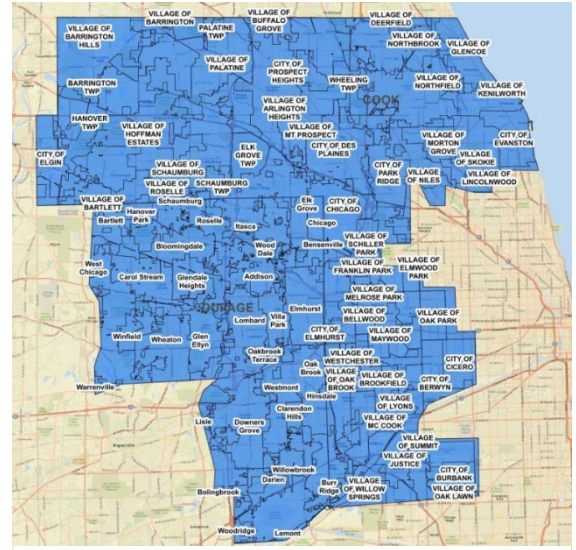 VILLAGE OF
BARRINGTON
PALATINE
TWP
VILLAGE OF
BUFFALO
GROVE
VILLAGE OF
DEERFIELD
VILLAGE OF
BARRINGTON
HILLS
VILLAGE OF
NORTHBROOK
VILLAGE OF
GLENCOE
VILLAGE OF
PALATINE
CITY OF
PROSPECT
HEIGHTS
WHEELING
TWP
VILLAGE OF
NORTHFIELD
VILLAGE OF
KENILWORTH
BARRINGTON
TWP
COOK
VILLAGE OF
ARLINGTON
HEIGHTS
HANOVER
TWP
VILLAGE OF
HOFFMAN
ESTATES
VILLAGE OF
MT PROSPECT
CITY OF DES
PLAINES
VILLAGE OF
MORTON
GROVE
CITY OF
EVANSTON
ELK
GROVE
TWP
CITY OF
ELGIN
VILLAGE OF
SCHAUMBURG
CITY OF
PARK
RIDGE
VILLAGE OF
SKOKIE
VILLAGE
OF NILES
VILLAGE OF
LINCOLNWOOD
VILLAGE OF
ROSELLE
SCHAUMBURG
TWP
VILLAGE OF
BARTLETT
Schaumburg
Elk
Grove
CITY OF
CHICAGO
Bartlett
Hanover
Park
Roselle
Itasca
Chicago
Bloomingdale
Wood
Dale
Bensenville
VILLAGE OF
SCHILLER
PARK
West
Chicago
Carol Stream
Glendale
Heights
Addison
VILLAGE OF
FRANKLIN PARK
VILLAGE OF
ELMWOOD
PARK
VILLAGE OF
MELROSE PARK
Elmhurst
VILLAGE OF
BELLWOOD
VILLAGE OF
OAK PARK
Lombard
Villa
Park
Winfield
Wheaton
Glen
Ellyn
CITY OF
ELMHURST
VILLAGE OF
MAYWOOD
Oakbrook
Terrace
VILLAGE OF
WESTCHESTER
CITY OF
CICERO
Oak
Brook
VILLAGE
OF OAK
BROOK
VILLAGE OF
BROOKFIELD
CITY OF
BERWYN
Warrenville
Westmont
Hinsdale
VILLAGE
OF LYONS
Clarendon
Hills
VILLAGE OF
MC COOK
Lisle
Downers
Grove
VILLAGE
OF SUMMIT
VILLAGE OF
JUSTICE
Willowbrook
CITY OF
BURBANK
Darien
Burr
Ridge
VILLAGE
OF WILLOW
SPRINGS
VILLAGE OF
OAK LAWN
Bolingbrook
COOK
Woodridge
Lemont